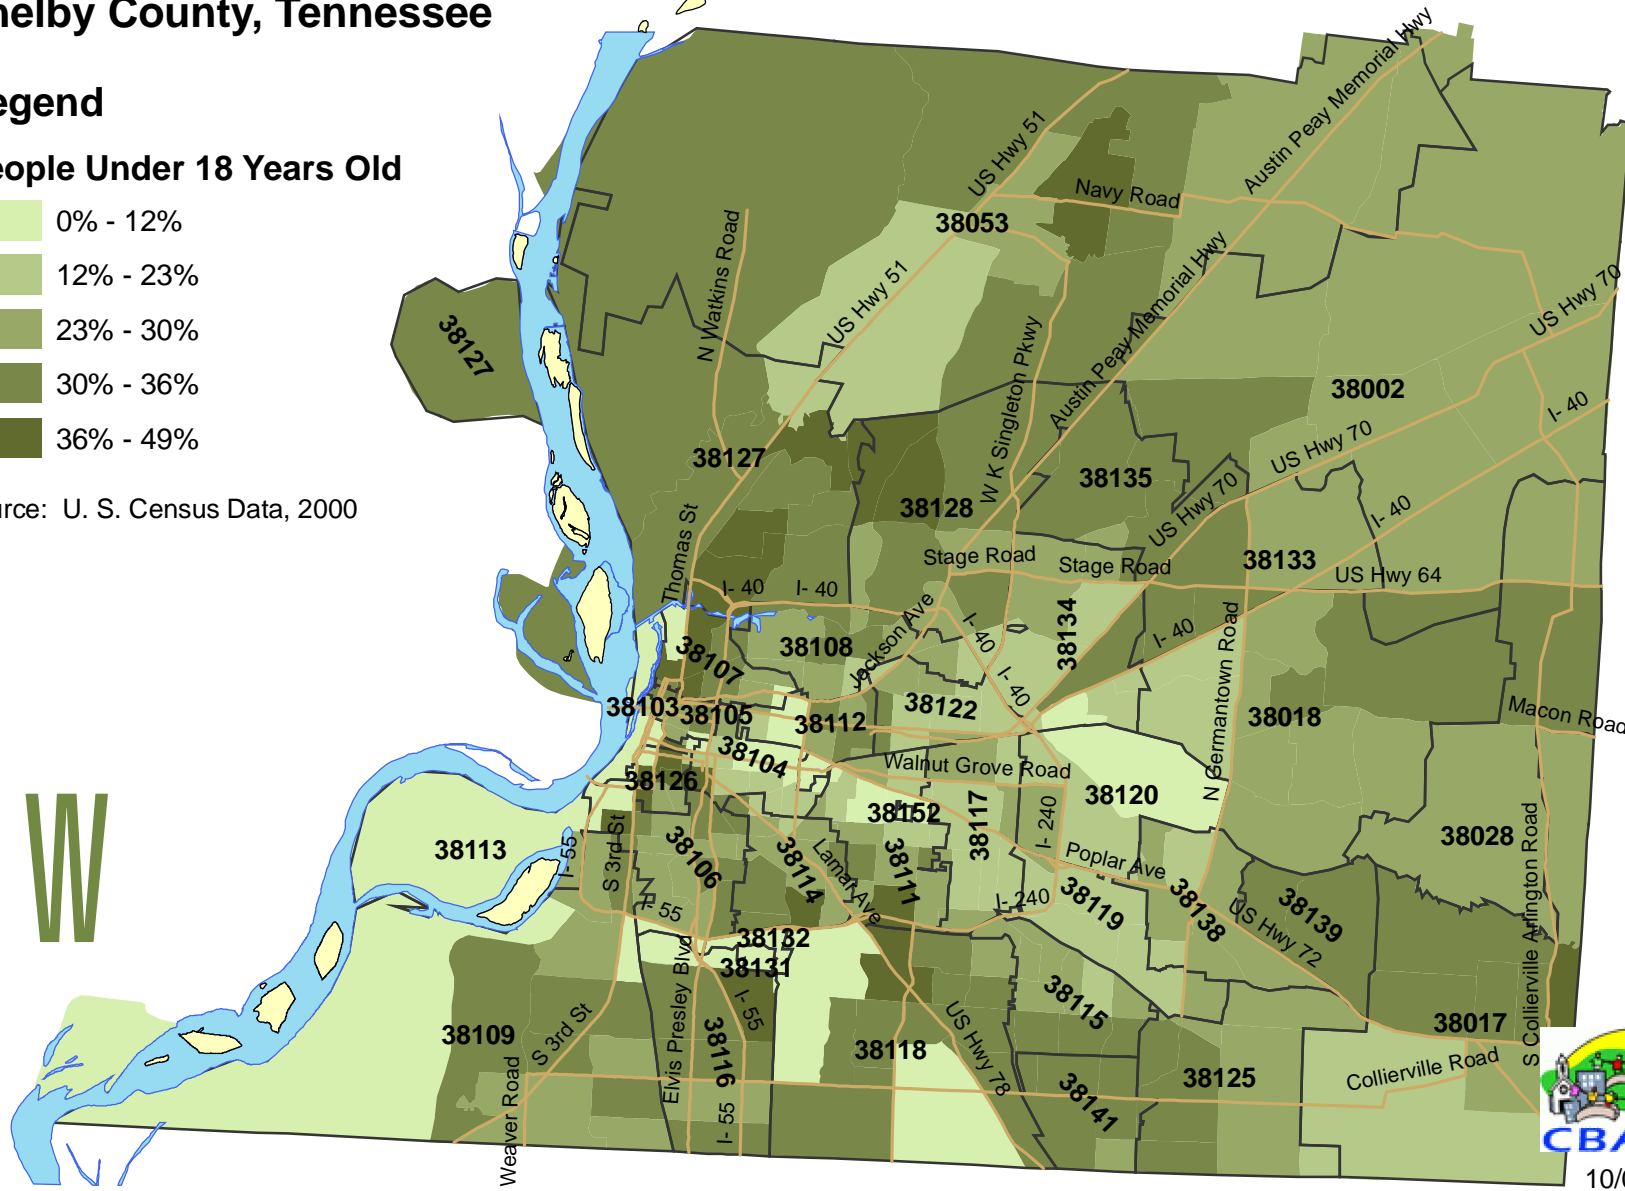 helby County, Tennessee
egend
eople Under 18 Years Old
0% - 12%
12% - 23%
23% - 30%
30% - 36%
36% - 49%
urce: U. S. Census Data, 2000
W
Austin Peay Memorial Hwy
US Hwy 51
Navy Road
38053
N Watkins Road
US Hwy 51
Austin Peay Memorial Hwy
US Hwy 70
38127
W K Singleton Pkwy
38002
I- 40
US Hwy 70
38127
38135
38128
US Hwy 70
I- 40
Thomas St
Stage Road
Stage Road
38133
US Hwy 64
I- 40
I- 40
38108
Jackson Ave
I- 40
38134
I- 40
N Germantown Road
38107
I- 40
38103
38105
38112
38122
38018
Macon Road
38104
Walnut Grove Road
38126
38120
38152
38117
I- 240
38028
38113
I- 55
S 3rd St
38106
38114
Lamar Ave
38111
Poplar Ave
I- 240
38119
38138
38139
US Hwy 72
S Collierville Arlington Road
I- 55
38132
38131
Elvis Presley Blvd
I- 55
38115
38109
S 3rd St
38116
38118
US Hwy 78
38017
Collierville Road
38125
38141
Weaver Road
I- 55
CBA
10/